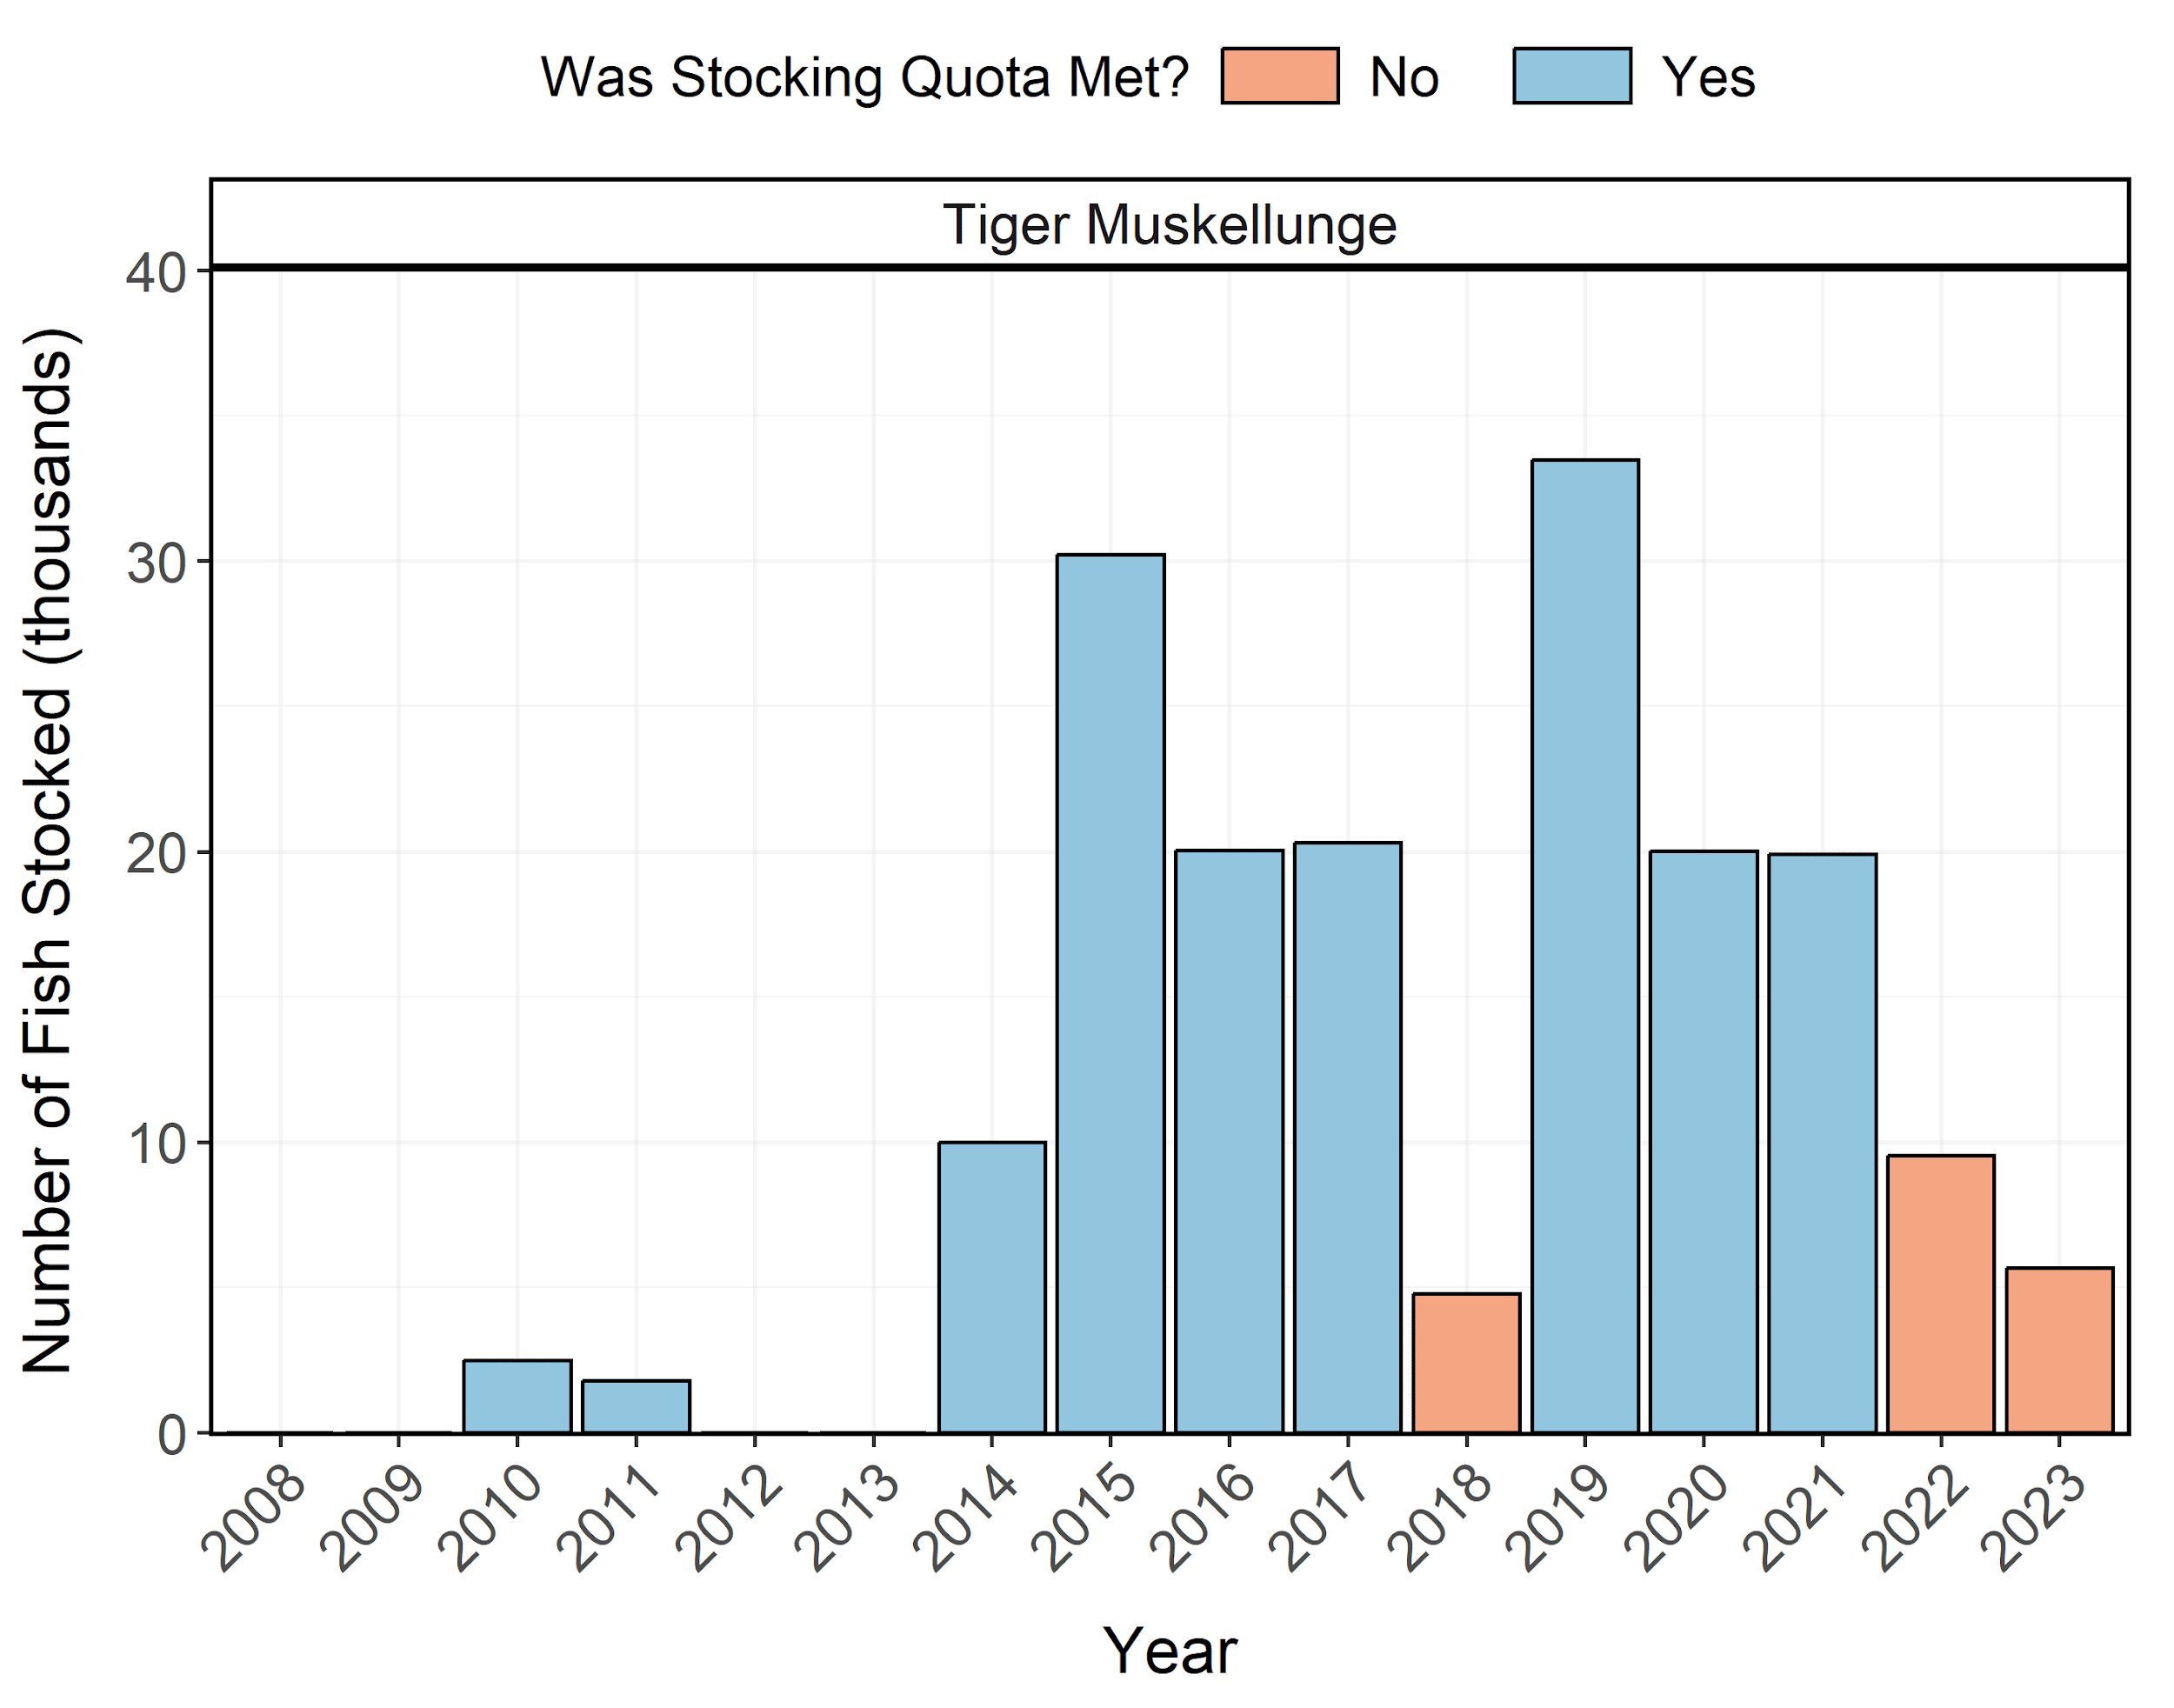 Was Stocking Quota Met? No Yes
Tiger Muskellunge
Number of Fish Stocked (thousands)
40
30
20
10
0
2008 2009 2010 2011 2012 2013 2014 2015 2016 2017 2018 2019 2020 2021 2022 2023
Year